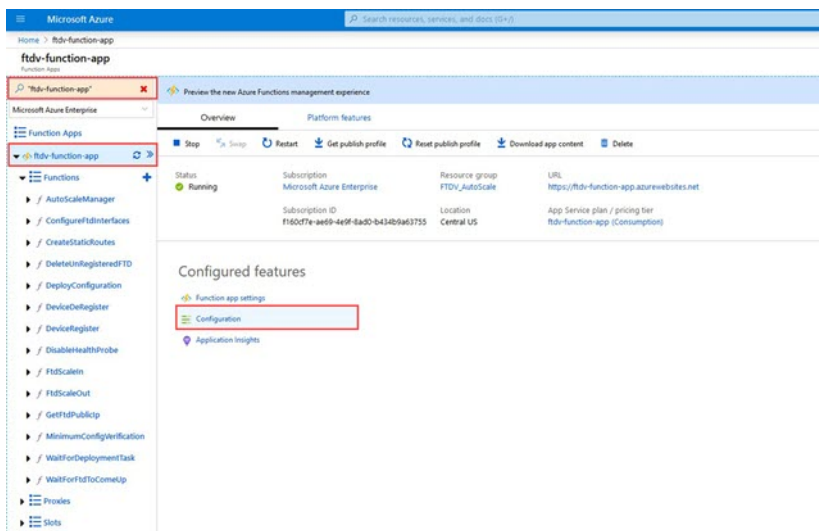 Microsoft Azure
Search resources, services, and docs (G+/)
Home > ftdv-function-app
ftdv-function-app
Function Apps
"ftdv-function-app"
Preview the new Azure Functions management experience
Microsoft Azure Enterprise
Overview Platform features
Function Apps
Stop Swap Restart Get publish profile Reset publish profile Download app content Delete
ftdv-function-app
Status Subscription Resource group URL
Running Microsoft Azure Enterprise FTDV_AutoScale https://ftdv-function-app.azurewebsites.net
Subscription ID Location App Service plan / pricing tier
f160cf7e-ae69-4e9f-8ad0-b434b9a63755 Central US ftdv-function-app (Consumption)
Functions
AutoScaleManager
ConfigureFtdInterfaces
CreateStaticRoutes
DeleteUnRegisteredFTD
DeployConfiguration
DeviceDeRegister
DeviceRegister
DisableHealthProbe
FtdScaleIn
FtdScaleOut
GetFtdPublicIp
MinimumConfigVerification
WaitForDeploymentTask
WaitForFtdToComeUp
Proxies
Slots
Configured features
Function app settings
Configuration
Application Insights